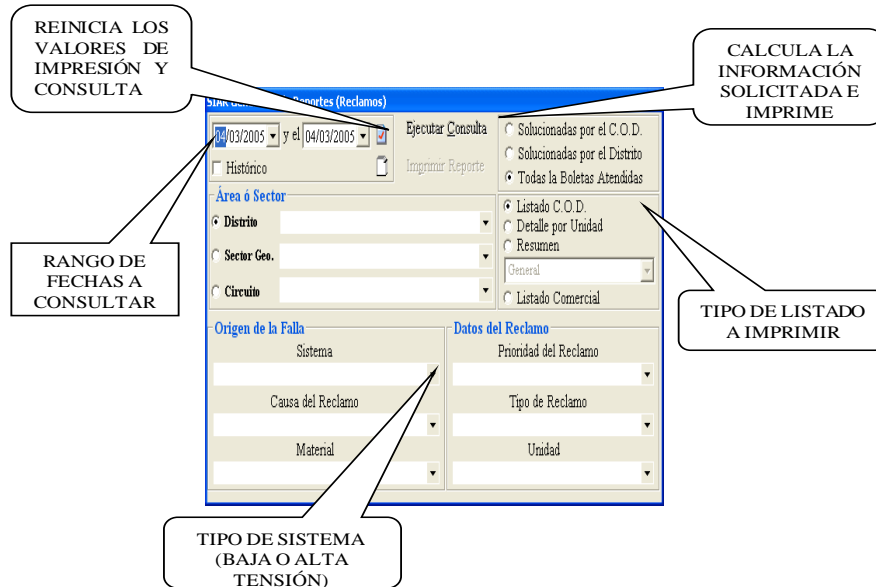 REINICIA LOS
VALORES DE
IMPRESIÓN Y
CONSULTA
CALCULA LA
INFORMACIÓN
SOLICITADA E
IMPRIME
Reportes (Reclamos)
04/03/2005 y el 04/03/2005
Histórico
Ejecutar Consulta
Imprimir Reporte
Solucionadas por el C.O.D.
Solucionadas por el Distrito
Todas la Boletas Atendidas
Área ó Sector
Distrito
Sector Geo.
Circuito
Listado C.O.D.
Detalle por Unidad
Resumen
General
Listado Comercial
RANGO DE
FECHAS A
CONSULTAR
TIPO DE LISTADO
A IMPRIMIR
Origen de la Falla
Sistema
Causa del Reclamo
Material
Datos del Reclamo
Prioridad del Reclamo
Tipo de Reclamo
Unidad
TIPO DE SISTEMA
(BAJA O ALTA
TENSIÓN)